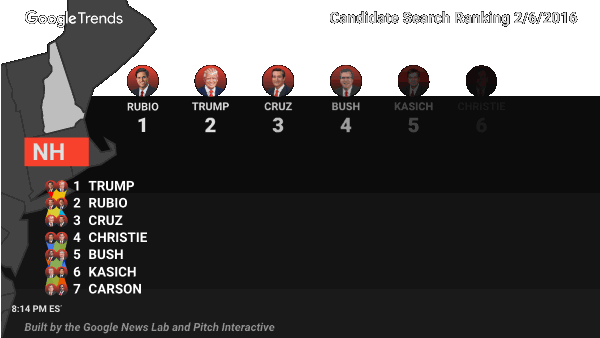 Google Trends
Candidate Search Ranking 2/6/2016
RUBIO TRUMP CRUZ BUSH KASICH CHRISTIE
1 2 3 4 5 6
NH
1 TRUMP
2 RUBIO
3 CRUZ
4 CHRISTIE
5 BUSH
6 KASICH
7 CARSON
8:14 PM ES
Built by the Google News Lab and Pitch Interactive